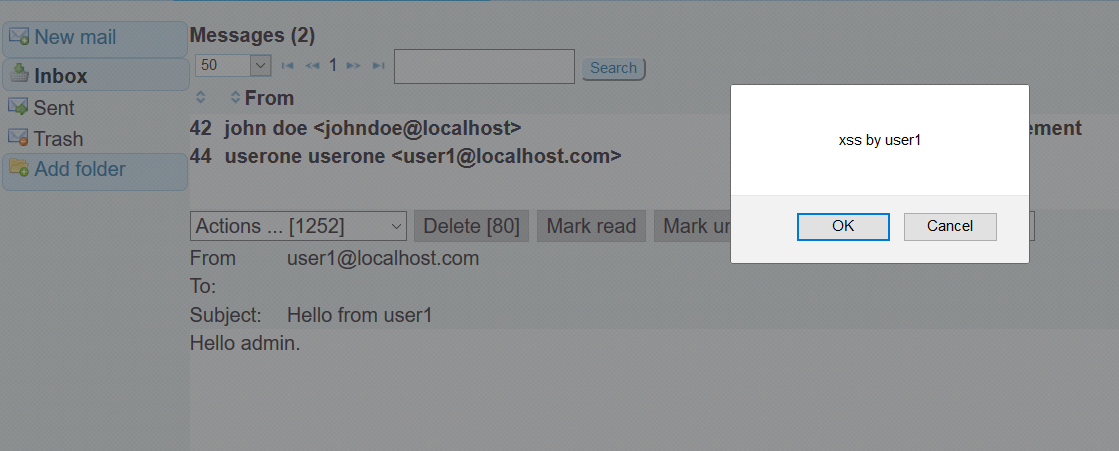 New mail
Inbox
Sent
Trash
Add folder
Messages (2)
50 1 Search
From
42 john doe <johndoe@localhost> ement
44 userone userone <user1@localhost.com>
xss by user1
OK Cancel
Actions ... [1252] Delete [80] Mark read Mark un
From user1@localhost.com
To:
Subject: Hello from user1
Hello admin.